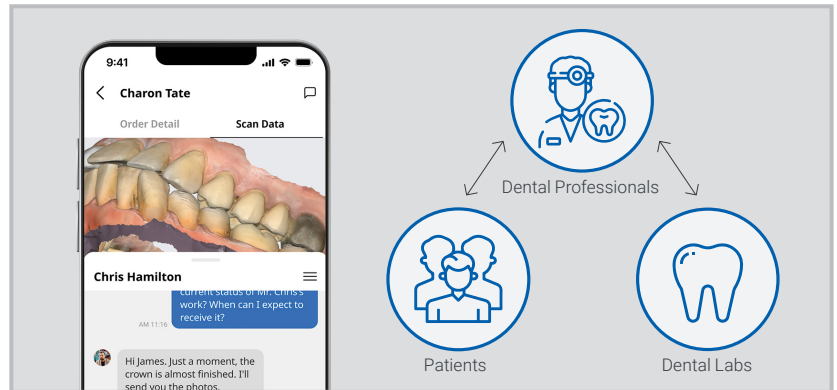 9:41
Charon Tate
Order Detail
Scan Data
Chris Hamilton
current status of Mr. Chris's
work? When can I expect to
receive it?
AM 11:16
Hi James. Just a moment, the
crown is almost finished. I'll
send you the photos.
Dental Professionals
Patients
Dental Labs